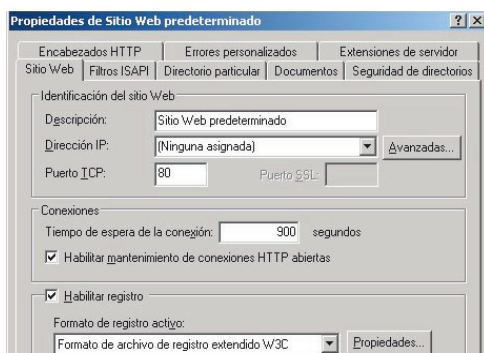 Propiedades de Sitio Web predeterminado
Encabezados HTTP Errores personalizados Extensiones de servidor
Sitio Web Filtros ISAPI Directorio particular Documentos Seguridad de directorios
Identificación del sitio Web
Descripción: Sitio Web predeterminado
Dirección IP: (Ninguna asignada) Avanzadas...
Puerto TCP: 80 Puerto SSL:
Conexiones
Tiempo de espera de la conexión: 900 segundos
Habilitar mantenimiento de conexiones HTTP abiertas
Habilitar registro
Formato de registro activo:
Formato de archivo de registro extendido W3C Propiedades...